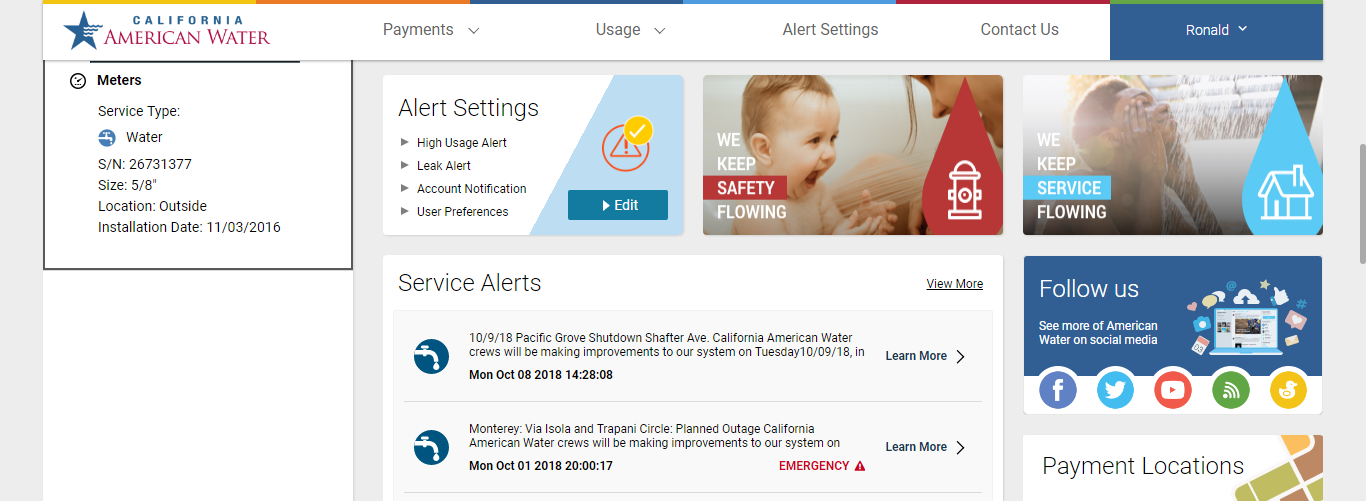 CALIFORNIA
AMERICAN WATER
Payments
Usage
Alert Settings
Contact Us
Ronald
Meters
Service Type:
Water
S/N: 26731377
Size: 5/8"
Location: Outside
Installation Date: 11/03/2016
Alert Settings
High Usage Alert
Leak Alert
Account Notification
User Preferences
Edit
WE
KEEP
SAFETY
FLOWING
WE
KEEP
SERVICE
FLOWING
Service Alerts
View More
10/9/18 Pacific Grove Shutdown Shafter Ave. California American Water
crews will be making improvements to our system on Tuesday10/09/18, in
Mon Oct 08 2018 14:28:08
Learn More
Monterey: Via Isola and Trapani Circle: Planned Outage California
American Water crews will be making improvements to our system on
Mon Oct 01 2018 20:00:17
EMERGENCY
Learn More
Follow us
See more of American
Water on social media
Payment Locations